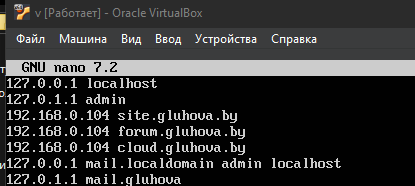 v [Работает] - Oracle VirtualBox
Файл Машина Вид Ввод Устройства Справка
GNU nano 7.2
127.0.0.1 localhost
127.0.1.1 admin
192.168.0.104 site.gluhova.by
192.168.0.104 forum.gluhova.by
192.168.0.104 cloud.gluhova.by
127.0.0.1 mail.localdomain admin localhost
127.0.1.1 mail.gluhova